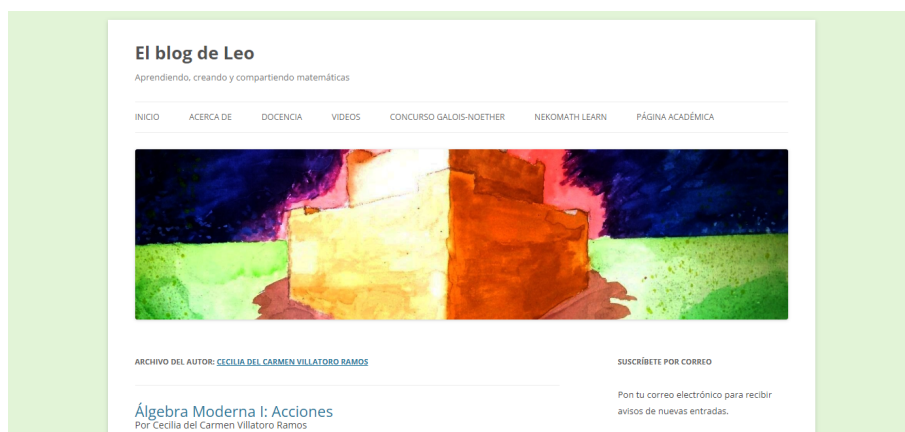 El blog de Leo
Aprendiendo, creando y compartiendo matemáticas
INICIO ACERCA DE DOCENCIA VIDEOS CONCURSO GALOIS-NOETHER NEKOMATH LEARN PÁGINA ACADÉMICA
ARCHIVO DEL AUTOR: CECILIA DEL CARMEN VILLATORO RAMOS
Álgebra Moderna I: Acciones
Por Cecilia del Carmen Villatoro Ramos
SUSCRÍBETE POR CORREO
Pon tu correo electrónico para recibir
avisos de nuevas entradas.